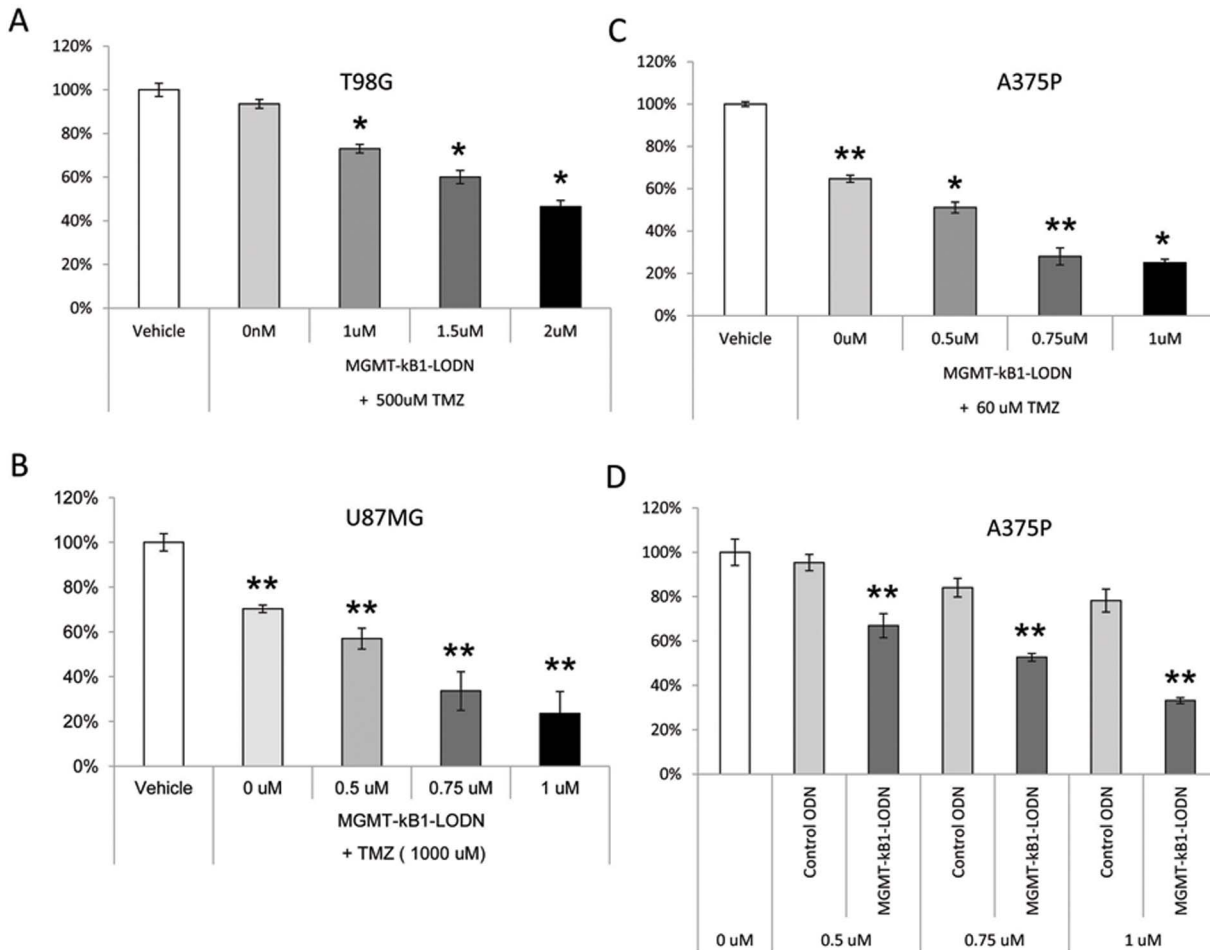 A
T98G
120%
100%
80%
60%
40%
20%
0%
*
*
*
Vehicle 0nM 1uM 1.5uM 2uM
MGMT-kB1-LODN
+ 500uM TMZ
B
U87MG
120%
100%
80%
60%
40%
20%
0%
**
**
**
**
Vehicle 0 uM 0.5 uM 0.75 uM 1 uM
MGMT-kB1-LODN
+ TMZ ( 1000 uM)
C
A375P
120%
100%
80%
60%
40%
20%
0%
**
*
**
*
Vehicle 0uM 0.5uM 0.75uM 1uM
MGMT-kB1-LODN
+ 60 uM TMZ
D
A375P
120%
100%
80%
60%
40%
20%
0%
**
**
**
Control ODN
MGMT-kB1-LODN
Control ODN
MGMT-kB1-LODN
Control ODN
MGMT-kB1-LODN
0 uM 0.5 uM 0.75 uM 1 uM